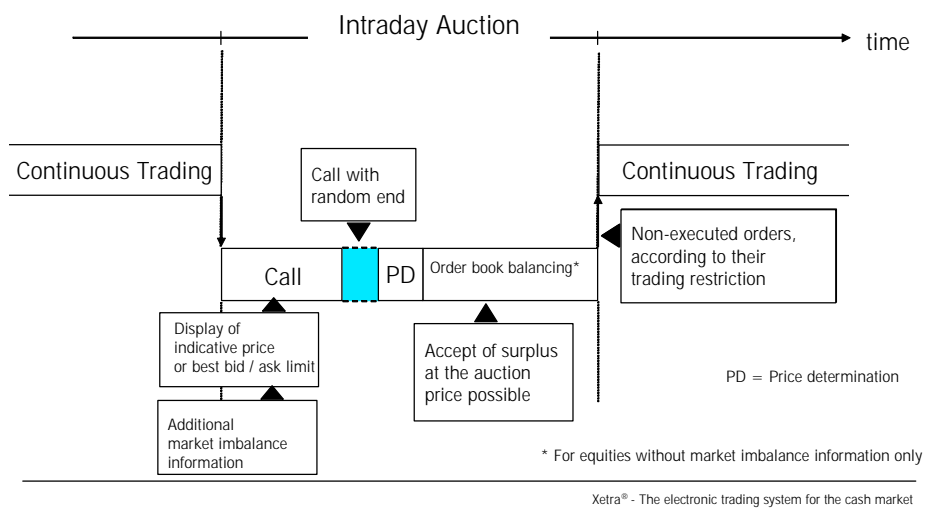 Intraday Auction
time
Continuous Trading
Call with
random end
Continuous Trading
Non-executed orders,
according to their
trading restriction
Call
PD
Order book balancing*
Display of
indicative price
or best bid / ask limit
Accept of surplus
at the auction
price possible
PD = Price determination
Additional
market imbalance
information
* For equities without market imbalance information only
Xetra® - The electronic trading system for the cash market